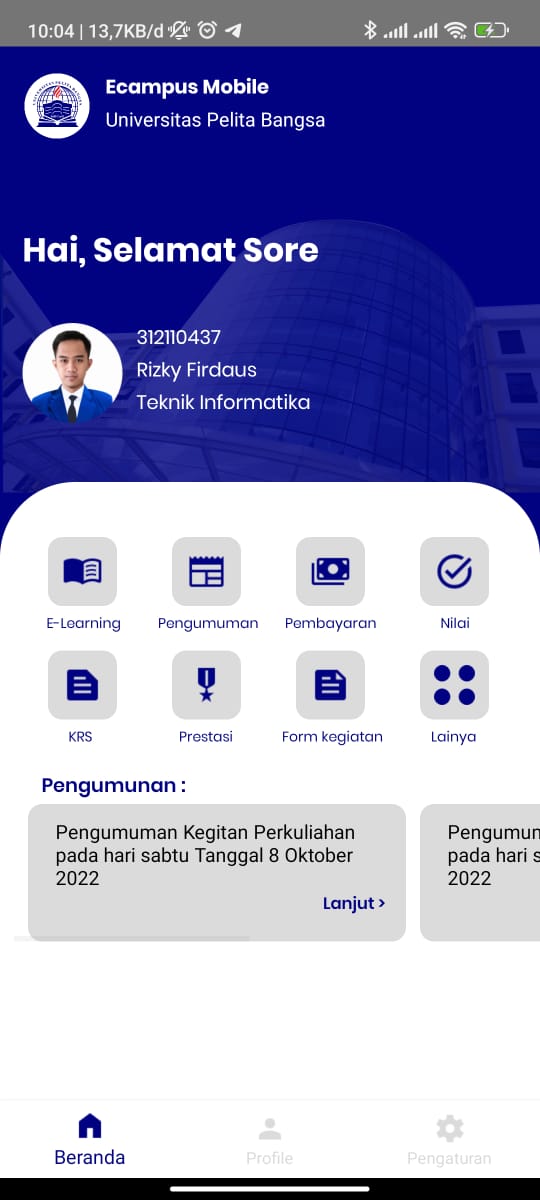 10:04 | 13,7KB/d
Ecampus Mobile
Universitas Pelita Bangsa
Hai, Selamat Sore
312110437
Rizky Firdaus
Teknik Informatika
E-Learning Pengumuman Pembayaran Nilai
KRS Prestasi Form kegiatan Lainya
Pengumunan :
Pengumuman Kegitan Perkuliahan
pada hari sabtu Tanggal 8 Oktober
2022
Lanjut >
Pengumun
pada hari s
2022
Beranda Profile Pengaturan